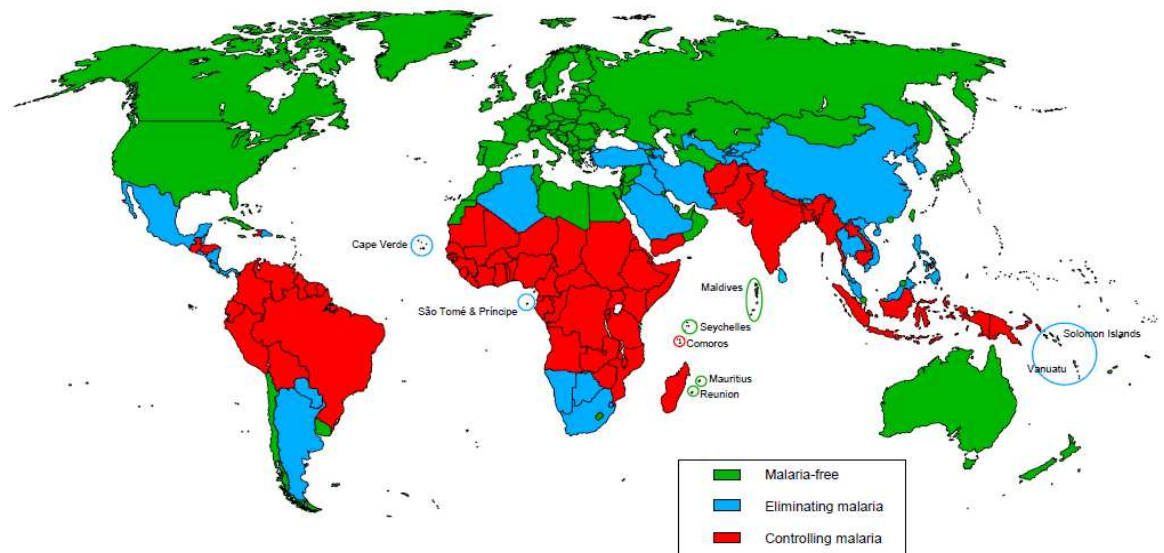 Cape Verde
São Tomé & Príncipe
Maldives
Seychelles
Comoros
Mauritius
Reunion
Solomon Islands
Vanuatu
Malaria-free
Eliminating malaria
Controlling malaria